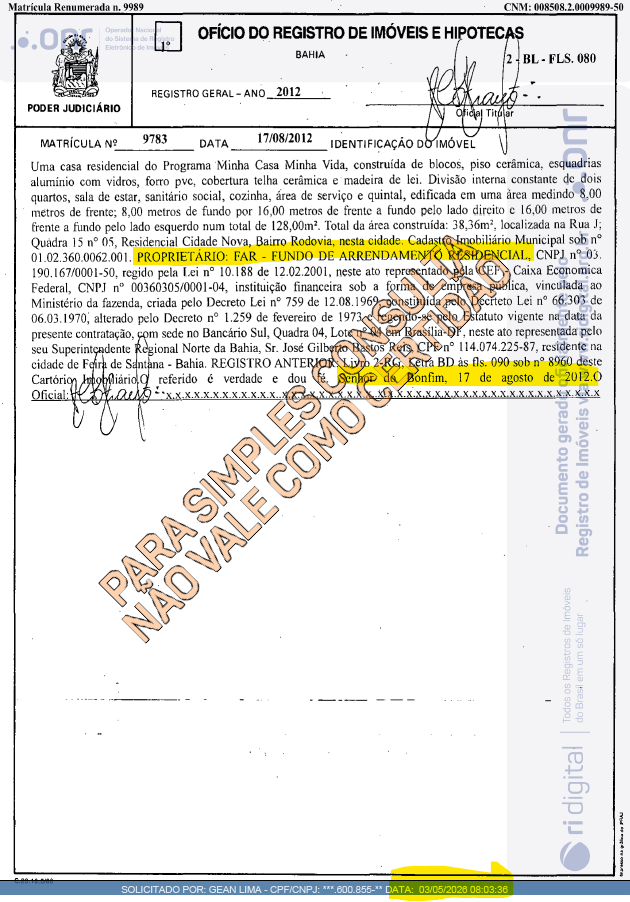 Matrícula Renumerada n. 9989
CNM: 008508.2.0009989-50
onr
Operador Nacional
do Sistema de Registro
Eletrônico de
1º
OFÍCIO DO REGISTRO DE IMÓVEIS E HIPOTECAS
BAHIA
2 - BL - FLS. 080
PODER JUDICIÁRIO
REGISTRO GERAL – ANO 2012
Oficial Titular
MATRÍCULA Nº 9783 DATA 17/08/2012 IDENTIFICAÇÃO DO IMÓVEL
Uma casa residencial do Programa Minha Casa Minha Vida, construída de blocos, piso cerâmica, esquadrias
alumínio com vidros, forro pvc, cobertura telha cerâmica e madeira de lei. Divisão interna constante de dois
quartos, sala de estar, sanitário social, cozinha, área de serviço e quintal, edificada em uma área medindo 8,00
metros de frente; 8,00 metros de fundo por 16,00 metros de frente a fundo pelo lado direito e 16,00 metros de
frente a fundo pelo lado esquerdo num total de 128,00m². Total da área construída: 38,36m², localizada na Rua J;
Quadra 15 n° 05, Residencial Cidade Nova, Bairro Rodovia, nesta cidade. Cadastro Imobiliário Municipal sob n°
01.02.360.0062.001. PROPRIETÁRIO: FAR - FUNDO DE ARRENDAMENTO RESIDENCIAL, CNPJ n° 03.
190.167/0001-50, regido pela Lei n° 10.188 de 12.02.2001, neste ato representado pela CEF - Caixa Economica
Federal, CNPJ n° 00360305/0001-04, instituição financeira sob a forma de empresa pública, vinculada ao
Ministério da fazenda, criada pelo Decreto Lei n° 759 de 12.08.1969, constituída pelo Decreto Lei n° 66.303 de
06.03.1970, alterado pelo Decreto n° 1.259 de fevereiro de 1973, regendo-se pelo Estatuto vigente na data da
presente contratação, com sede no Bancário Sul, Quadra 04, Lote n° 04 em Brasília-DF, neste ato representada pelo
seu Superintendente Regional Norte da Bahia, Sr. José Gilberto Bastos Reis, CPF n° 114.074.225-87, residente na
cidade de Feira de Santana - Bahia. REGISTRO ANTERIOR: Livro 2-RG, Letra BD às fls. 090 sob n° 8960 deste
Cartório Imobiliário. O referido é verdade e dou fé. Senhor do Bonfim, 17 de agosto de 2012.O
Oficial: x.x.x.x.x.x.x.x.x.x.x.x.x.x.x.x.x.x.x.x.x.x.x.x.x.x.x.x.x.x.x.x.x.x.x.x.x
PARA SIMPLES CONSULTA
NÃO VALE COMO CERTIDÃO
Documento gerado
Registro de Imóveis
onr
ri digital
Todos os Registros de Imóveis
do Brasil em um só lugar
SOLICITADO POR: GEAN LIMA - CPF/CNPJ: ***.600.855-** DATA: 03/05/2026 08:03:36